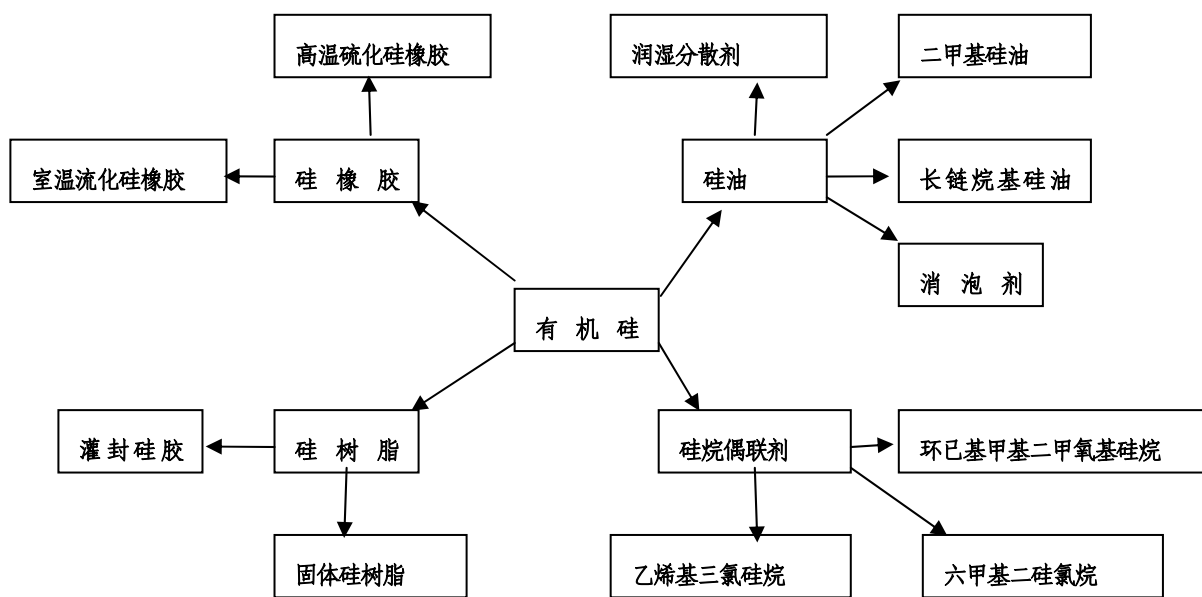 高温硫化硅橡胶
润湿分散剂
二甲基硅油
室温流化硅橡胶
硅橡胶
硅油
长链烷基硅油
消泡剂
有机硅
灌封硅胶
硅树脂
硅烷偶联剂
环已基甲基二甲氧基硅烷
固体硅树脂
乙烯基三氯硅烷
六甲基二硅氯烷